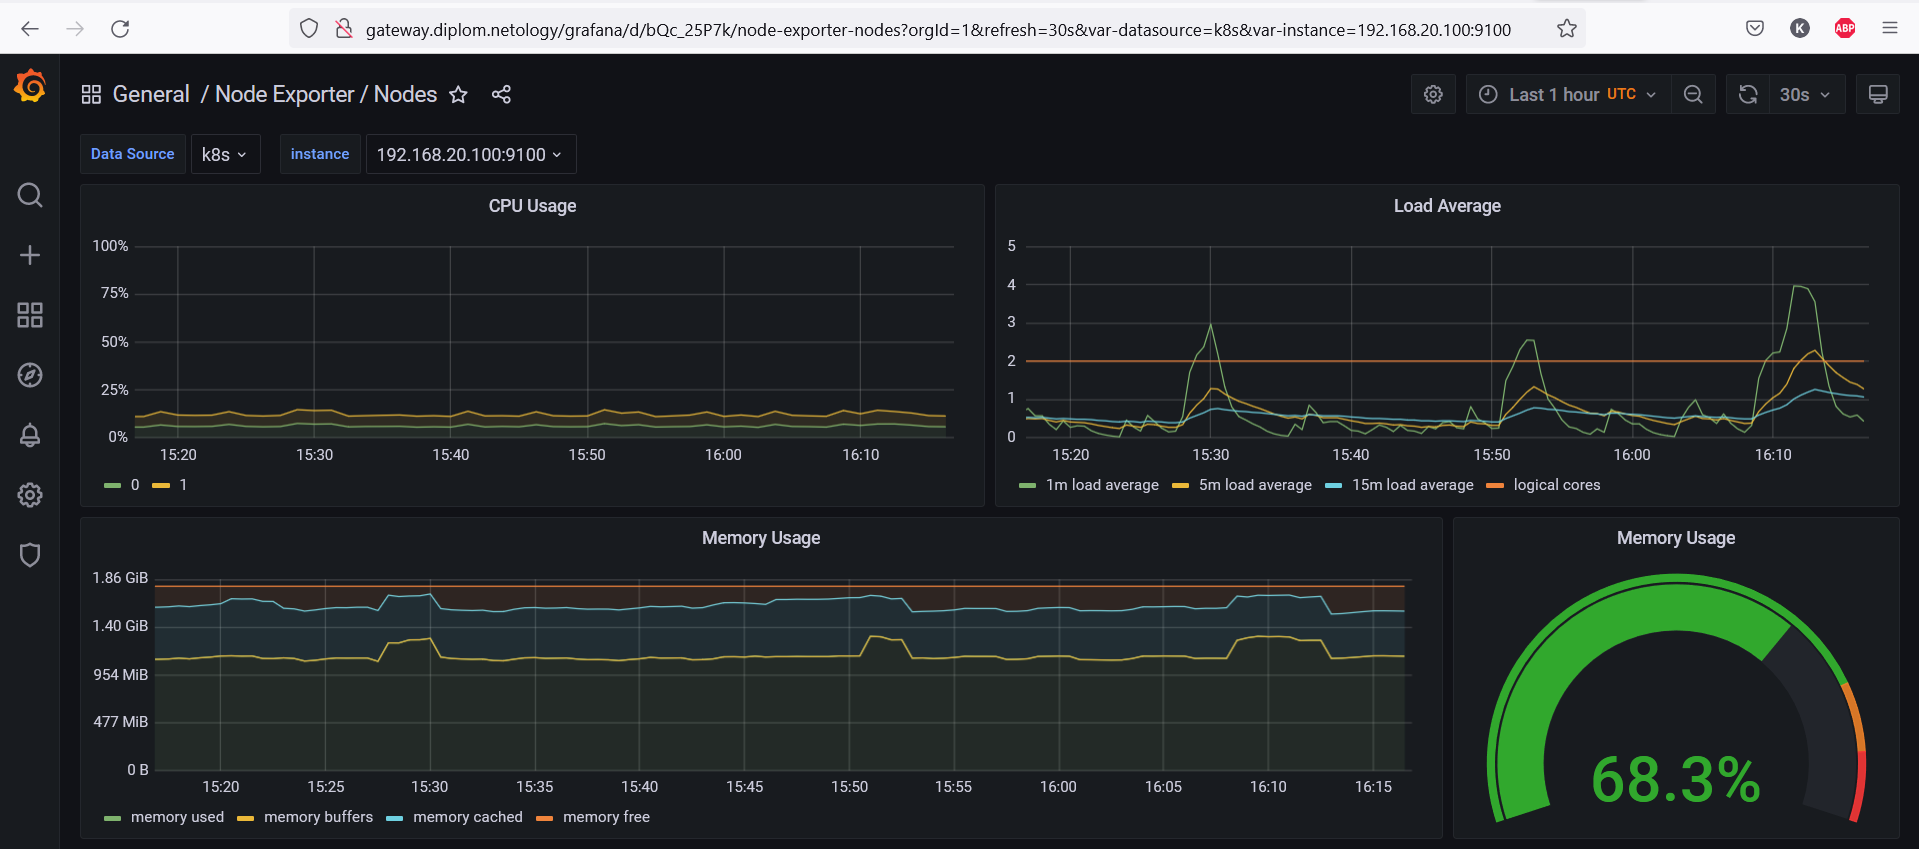 gateway.diplom.netology/grafana/d/bQc_25P7k/node-exporter-nodes?orgId=1&refresh=30s&var-datasource=k8s&var-instance=192.168.20.100:9100
K
ABP
General / Node Exporter / Nodes
Last 1 hour UTC
30s
Data Source k8s instance 192.168.20.100:9100
CPU Usage
100%
75%
50%
25%
0%
15:20 15:30 15:40 15:50 16:00 16:10
0 1
Load Average
5
4
3
2
1
0
15:20 15:30 15:40 15:50 16:00 16:10
1m load average 5m load average 15m load average logical cores
Memory Usage
1.86 GiB
1.40 GiB
954 MiB
477 MiB
0 B
15:20 15:25 15:30 15:35 15:40 15:45 15:50 15:55 16:00 16:05 16:10 16:15
memory used memory buffers memory cached memory free
Memory Usage
68.3%